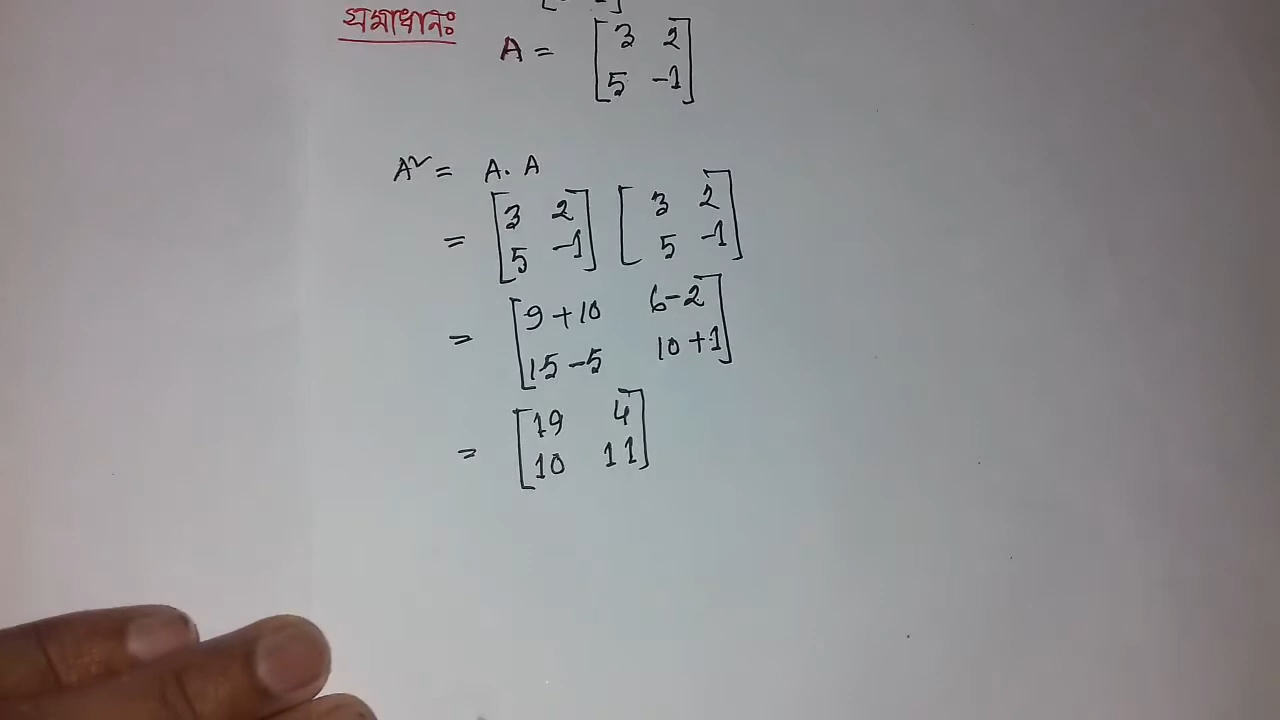 সমাধানঃ
A = [3 2
5 -1]
A² = A. A
= [3 2
5 -1] [3 2
5 -1]
= [9+10 6-2
15-5 10+1]
= [19 4
10 11]